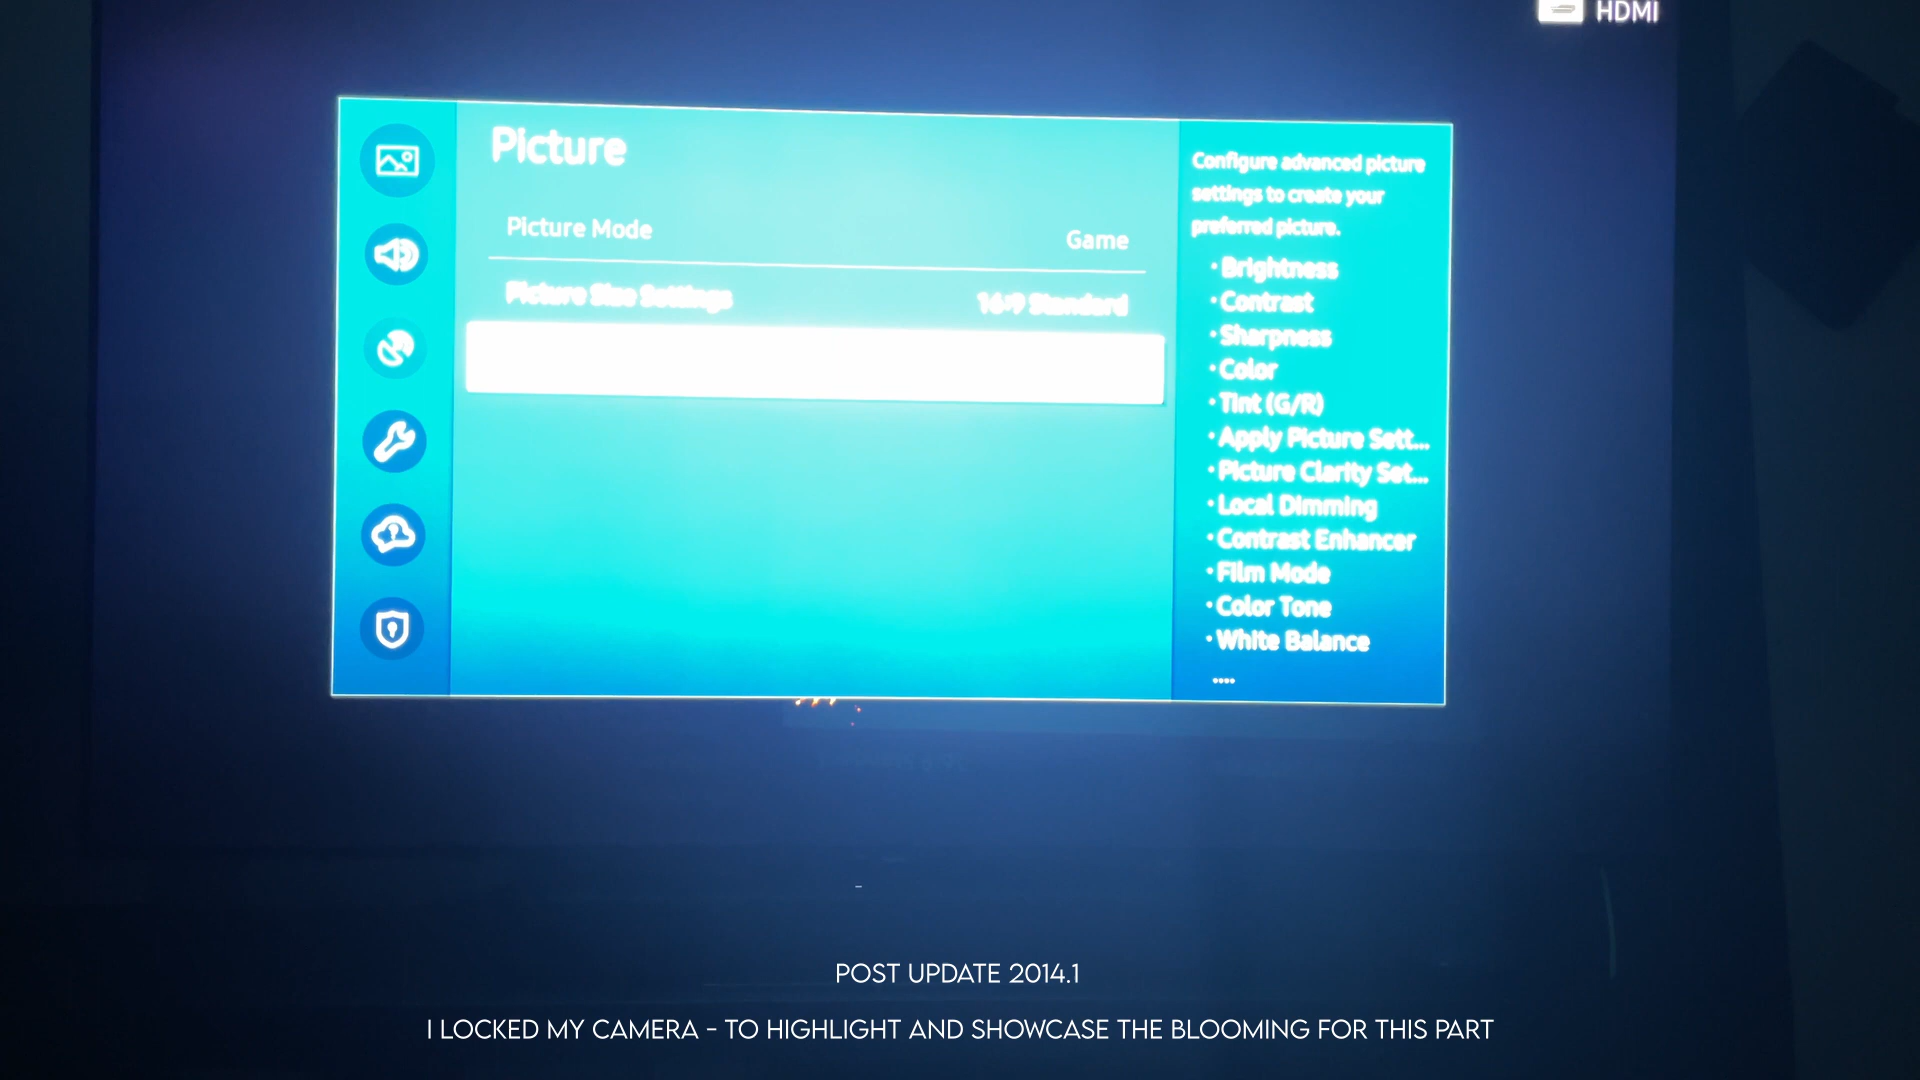 HDMI
Picture
Picture Mode
Game
Picture Size Settings
16:9 Standard
Configure advanced picture
settings to create your
preferred picture.
· Brightness
· Contrast
· Sharpness
· Color
· Tint (G/R)
· Apply Picture Sett...
· Picture Clarity Set...
· Local Dimming
· Contrast Enhancer
· Film Mode
· Color Tone
· White Balance
....
POST UPDATE 2014.1
I LOCKED MY CAMERA - TO HIGHLIGHT AND SHOWCASE THE BLOOMING FOR THIS PART